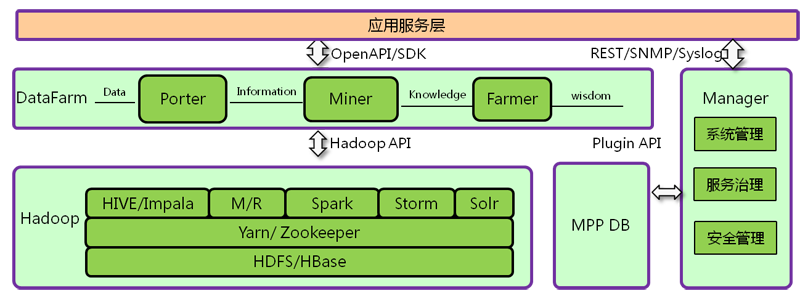 应用服务层
OpenAPI/SDK
REST/SNMP/Syslog
DataFarm
Data
Porter
Information
Miner
Knowledge
Farmer
wisdom
Manager
系统管理
服务治理
安全管理
Hadoop API
Plugin API
Hadoop
HIVE/Impala
M/R
Spark
Storm
Solr
Yarn/ Zookeeper
HDFS/HBase
MPP DB